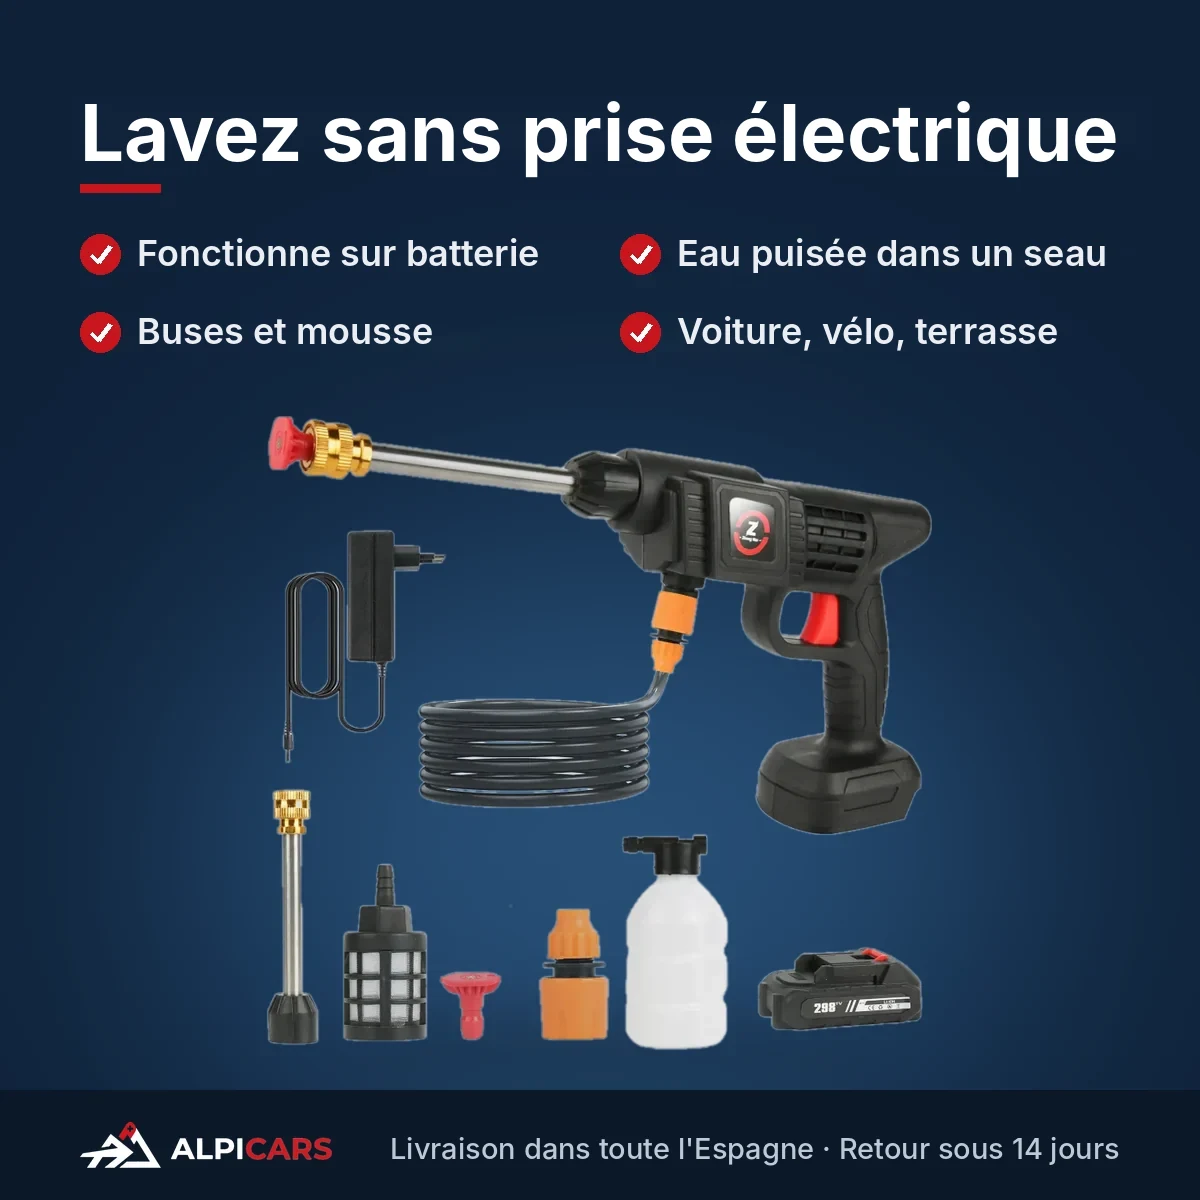 Lavez sans prise électrique
Fonctionne sur batterie
Eau puisée dans un seau
Buses et mousse
Voiture, vélo, terrasse
Z
298
ALPICARS
Livraison dans toute l'Espagne · Retour sous 14 jours